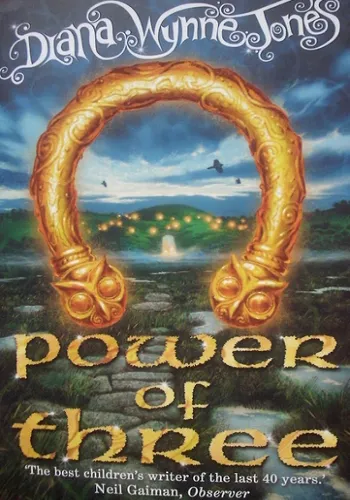 Diana Wynne Jones
power
of
three
'The best children's writer of the last 40 years.'
Neil Gaiman, Observer